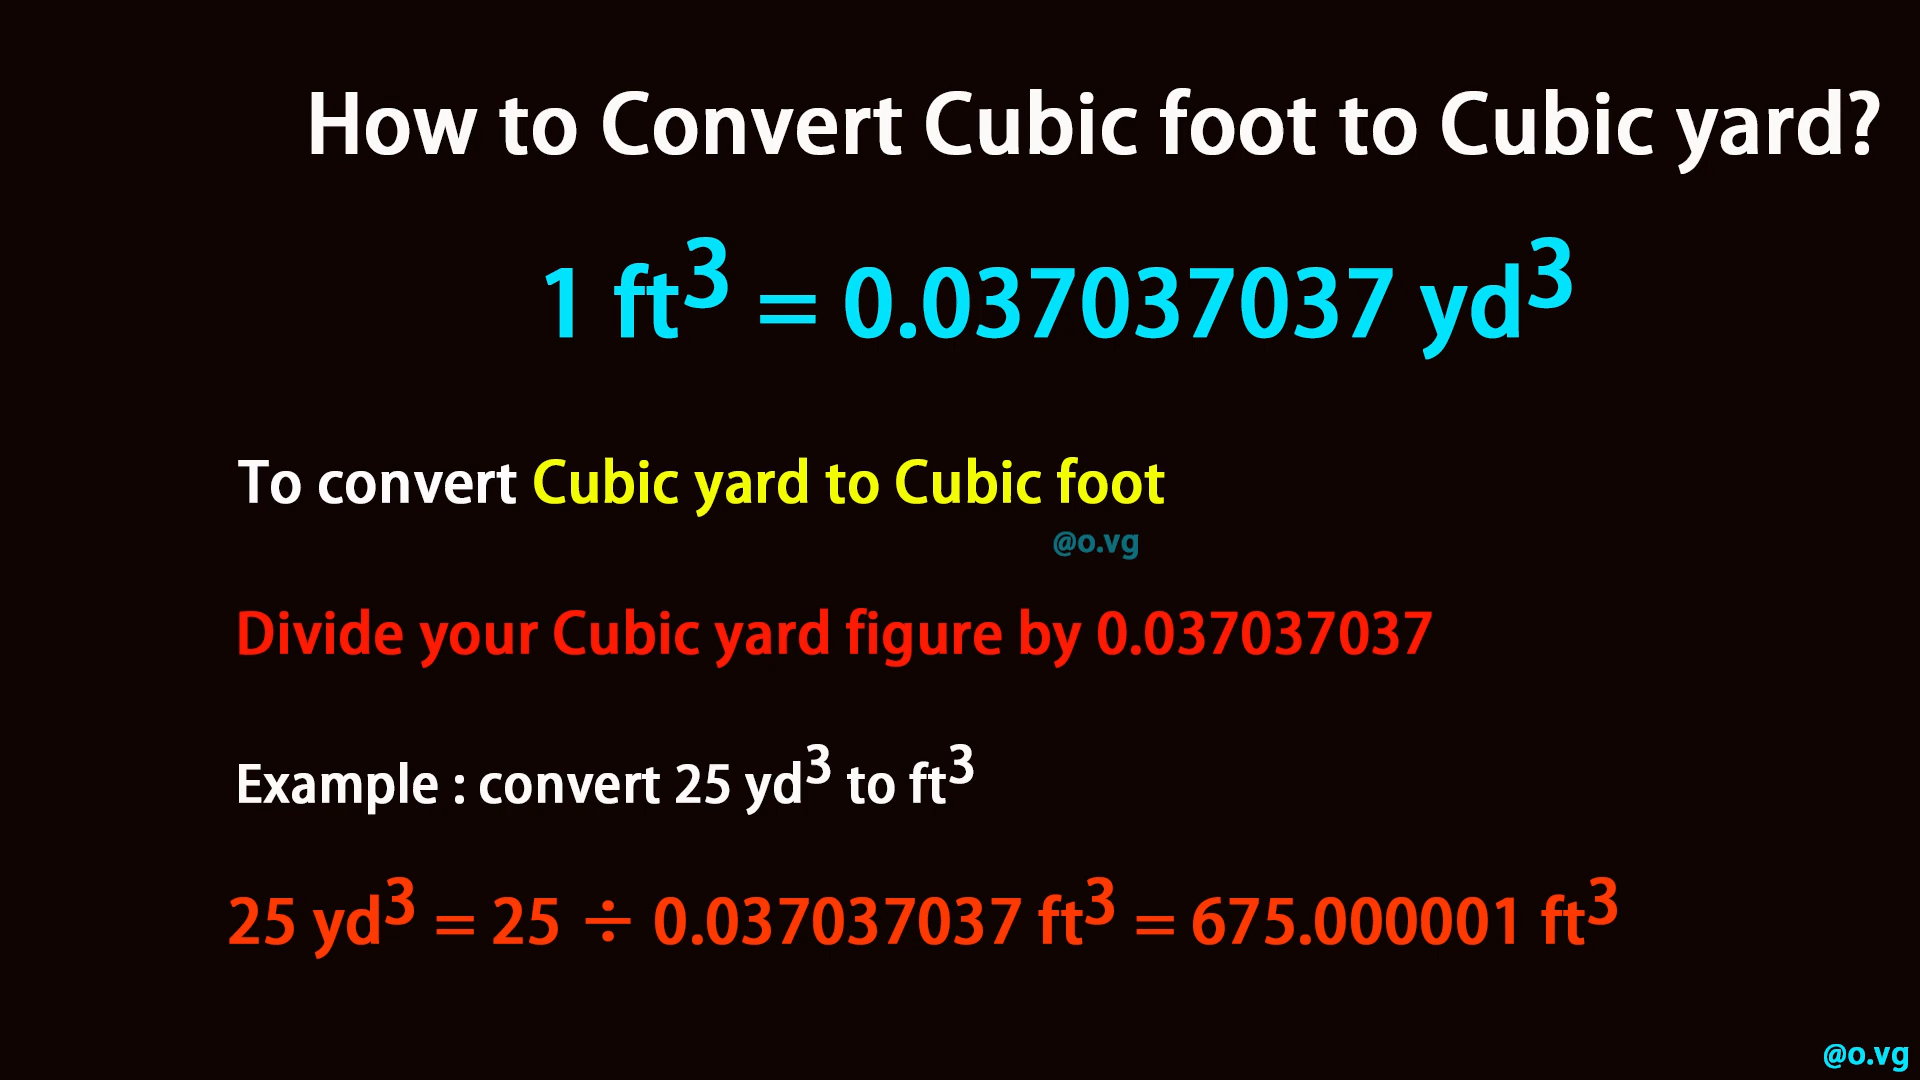 How to Convert Cubic foot to Cubic yard?
1 ft³ = 0.037037037 yd³
To convert Cubic yard to Cubic foot
@o.vg
Divide your Cubic yard figure by 0.037037037
Example : convert 25 yd³ to ft³
25 yd³ = 25 ÷ 0.037037037 ft³ = 675.000001 ft³
@o.vg